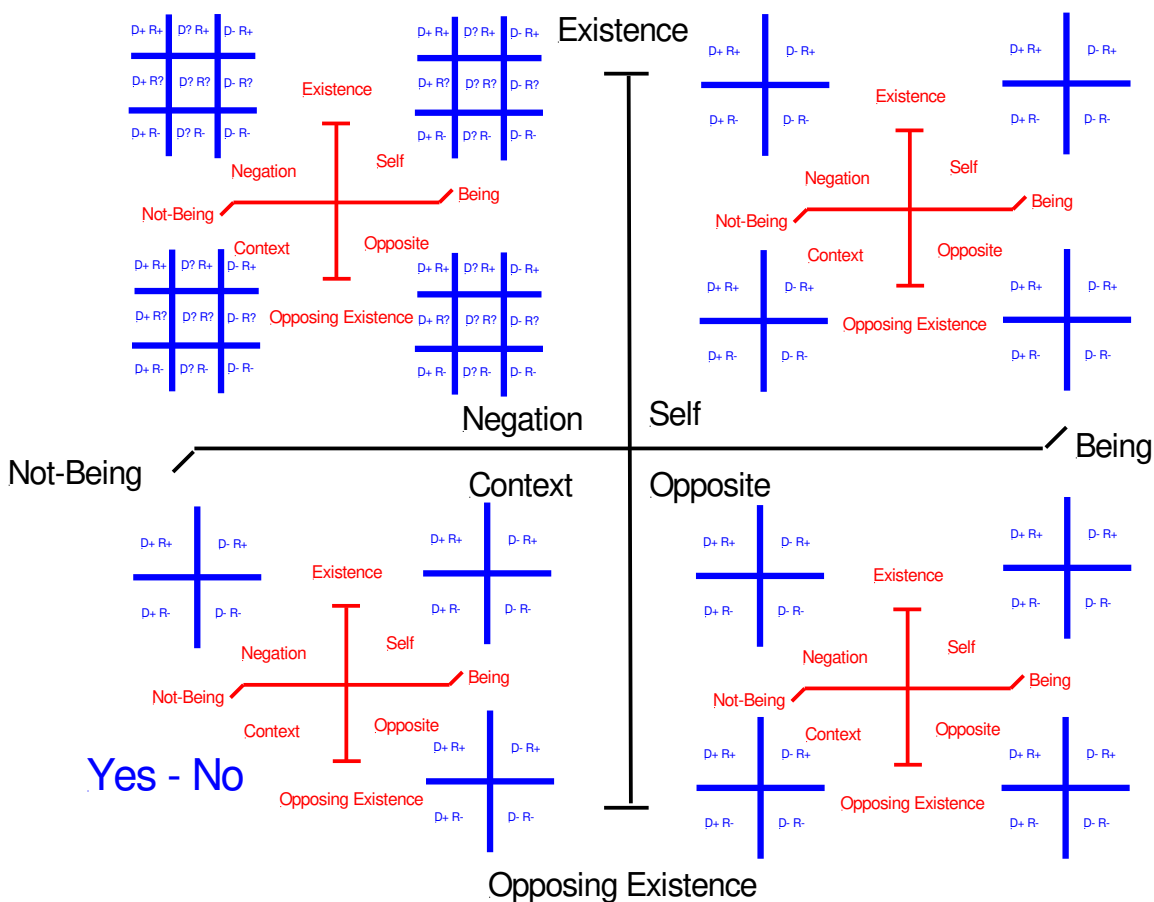 Existence
D+ R+ D? R+ D- R+
D+ R? D? R? D- R?
D+ R- D? R- D- R-
D+ R+ D? R+ D- R+
D+ R? D? R? D- R?
D+ R- D? R- D- R-
Existence
Negation
Self
Not-Being
Being
Context
Opposite
Opposing Existence
D+ R+ D? R+ D- R+
D+ R? D? R? D- R?
D+ R- D? R- D- R-
D+ R+ D? R+ D- R+
D+ R? D? R? D- R?
D+ R- D? R- D- R-
D+ R+ D- R+
D+ R- D- R-
D+ R+ D- R+
D+ R- D- R-
Existence
Negation
Self
Not-Being
Being
Context
Opposite
Opposing Existence
D+ R+ D- R+
D+ R- D- R-
D+ R+ D- R+
D+ R- D- R-
Negation
Self
Not-Being
Being
Context
Opposite
D+ R+ D- R+
D+ R- D- R-
D+ R+ D- R+
D+ R- D- R-
Existence
Negation
Self
Not-Being
Being
Context
Opposite
Opposing Existence
Yes - No
D+ R+ D- R+
D+ R- D- R-
D+ R+ D- R+
D+ R- D- R-
D+ R+ D- R+
D+ R- D- R-
Existence
Negation
Self
Not-Being
Being
Context
Opposite
Opposing Existence
D+ R+ D- R+
D+ R- D- R-
D+ R+ D- R+
D+ R- D- R-
Opposing Existence